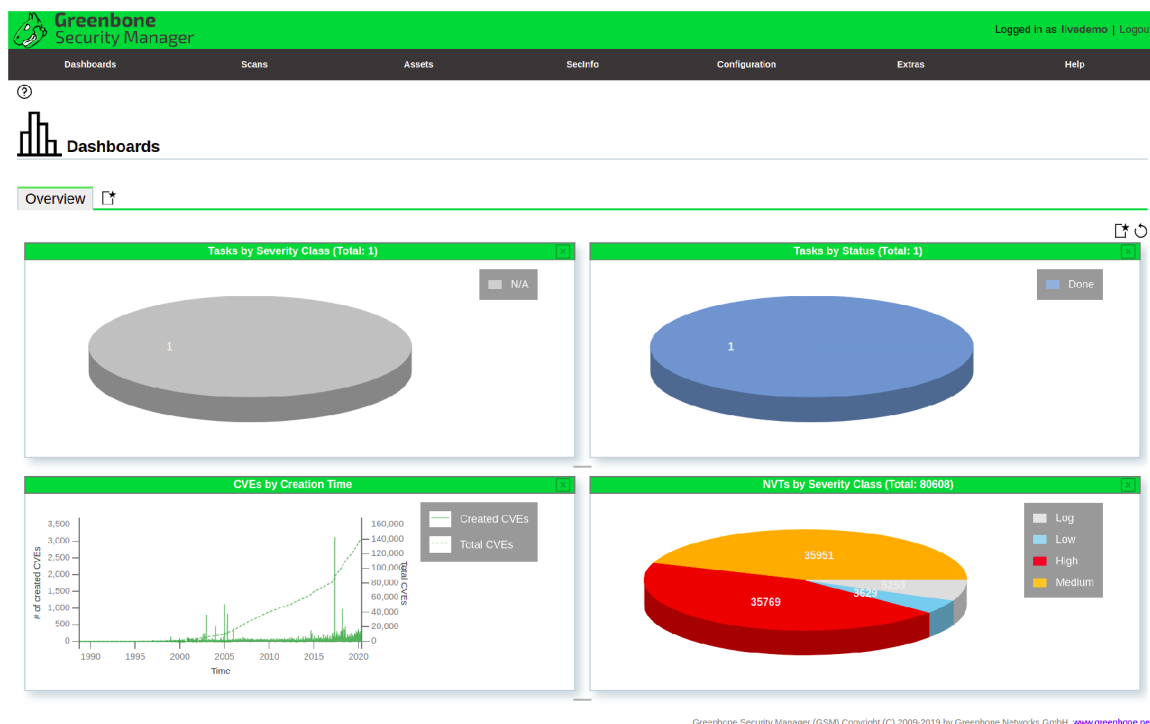 Greenbone
Security Manager
Logged in as livedemo | Logout
Dashboards Scans Assets SecInfo Configuration Extras Help
?
Dashboards
Overview
Tasks by Severity Class (Total: 1)
N/A
1
Tasks by Status (Total: 1)
Done
1
CVEs by Creation Time
Created CVEs
Total CVEs
# of created CVEs
3,500
3,000
2,500
2,000
1,500
1,000
500
0
160,000
140,000
120,000
100,000
80,000
60,000
40,000
20,000
0
Total CVEs
1990 1995 2000 2005 2010 2015 2020
Time
NVTs by Severity Class (Total: 80608)
Log
Low
High
Medium
35951
3629
35769
Greenbone Security Manager (GSM) Copyright (C) 2009-2019 by Greenbone Networks GmbH, www.greenbone.ne